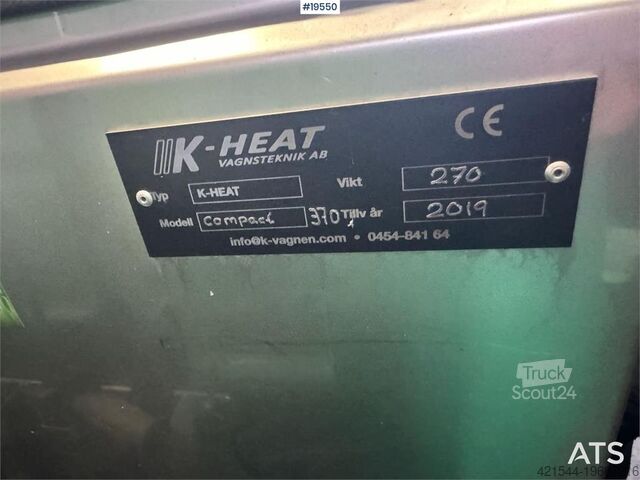 #19550
K-HEAT
VAGNSTEKNIK AB
CE
Typ K-HEAT Vikt 270
Modell Compact 370 Tillv år 2019
info@k-vagnen.com • 0454-841 64
Truck
Scout24
ATS